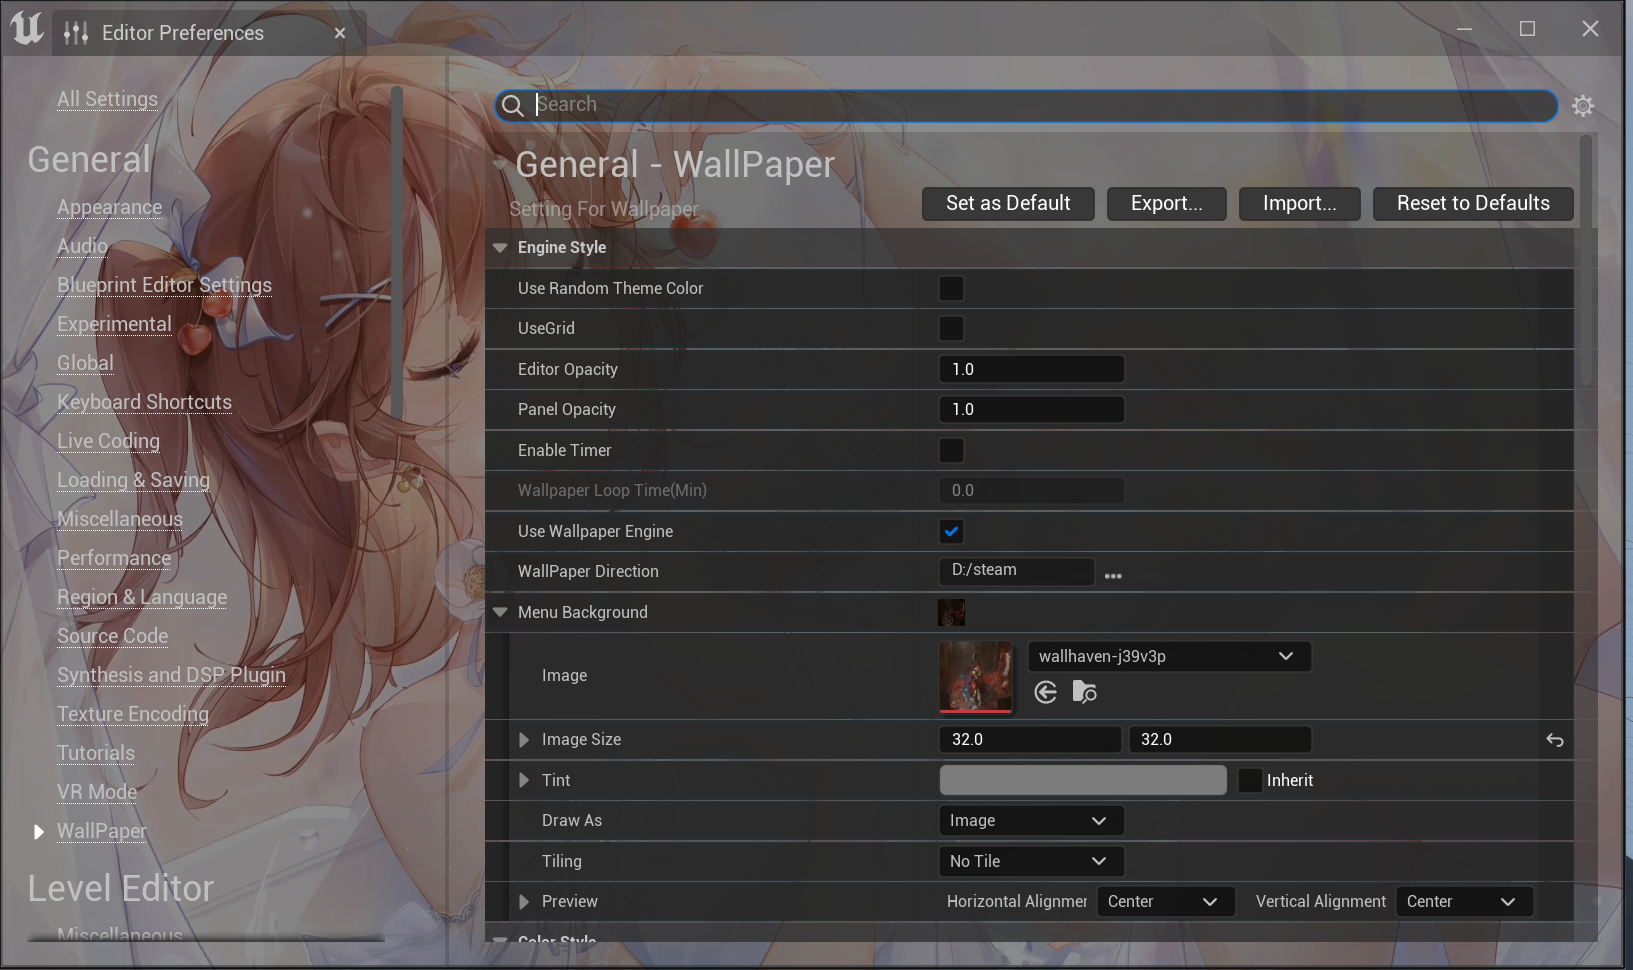 Editor Preferences
All Settings
General
Appearance
Audio
Blueprint Editor Settings
Experimental
Global
Keyboard Shortcuts
Live Coding
Loading & Saving
Miscellaneous
Performance
Region & Language
Source Code
Synthesis and DSP Plugin
Texture Encoding
Tutorials
VR Mode
WallPaper
Level Editor
Miscellaneous
Search
General - WallPaper
Setting For Wallpaper
Set as Default Export... Import... Reset to Defaults
Engine Style
Use Random Theme Color
UseGrid
Editor Opacity 1.0
Panel Opacity 1.0
Enable Timer
Wallpaper Loop Time(Min) 0.0
Use Wallpaper Engine
WallPaper Direction D:/steam
Menu Background
Image wallhaven-j39v3p
Image Size 32.0 32.0
Tint Inherit
Draw As Image
Tiling No Tile
Preview Horizontal Alignmer Center Vertical Alignment Center
Color Style